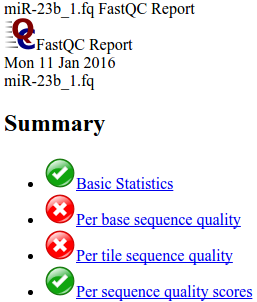 miR-23b_1.fq FastQC Report
FastQC Report
Mon 11 Jan 2016
miR-23b_1.fq
Summary
Basic Statistics
Per base sequence quality
Per tile sequence quality
Per sequence quality scores